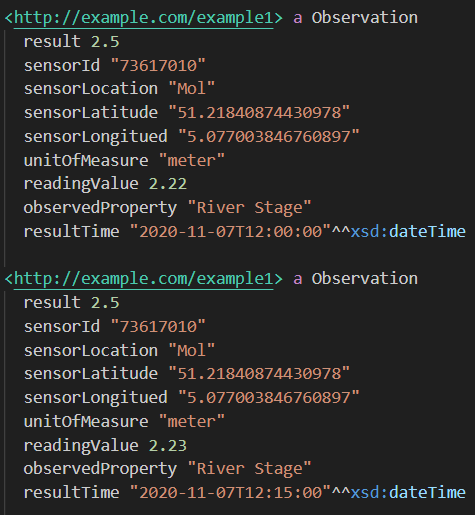 <http://example.com/example1> a Observation
result 2.5
sensorId "73617010"
sensorLocation "Mol"
sensorLatitude "51.21840874430978"
sensorLongitued "5.077003846760897"
unitOfMeasure "meter"
readingValue 2.22
observedProperty "River Stage"
resultTime "2020-11-07T12:00:00"^^xsd:dateTime
<http://example.com/example1> a Observation
result 2.5
sensorId "73617010"
sensorLocation "Mol"
sensorLatitude "51.21840874430978"
sensorLongitued "5.077003846760897"
unitOfMeasure "meter"
readingValue 2.23
observedProperty "River Stage"
resultTime "2020-11-07T12:15:00"^^xsd:dateTime